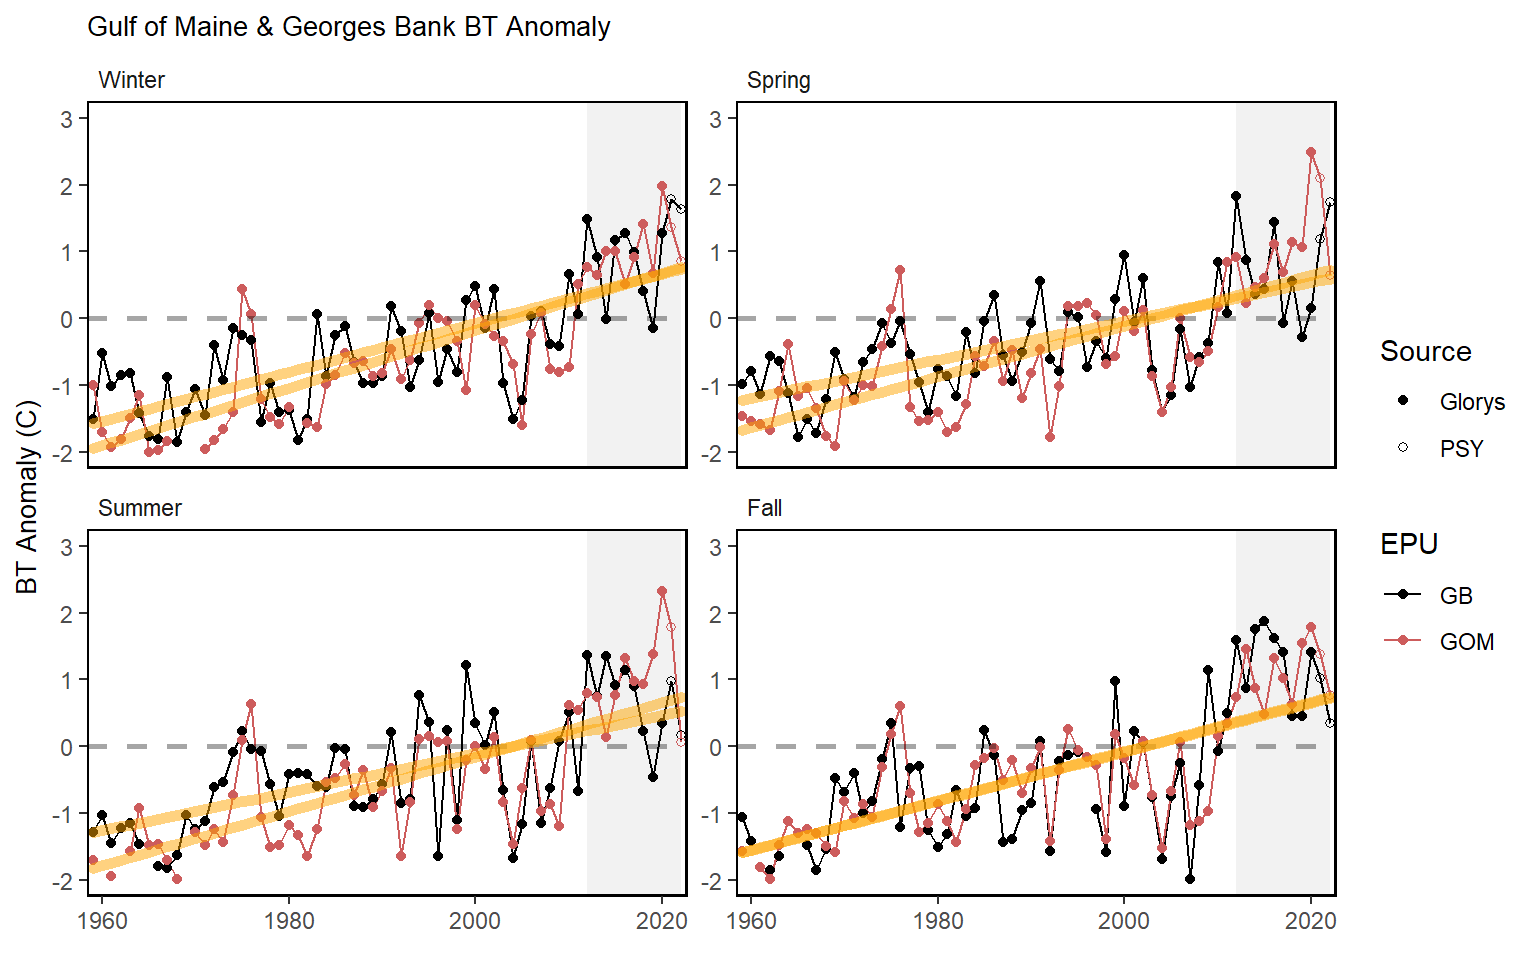 Gulf of Maine & Georges Bank BT Anomaly
Winter
Spring
3
2
1
0
-1
-2
3
2
1
0
-1
-2
Summer
Fall
3
2
1
0
-1
-2
3
2
1
0
-1
-2
1960
1980
2000
2020
1960
1980
2000
2020
BT Anomaly (C)
Source
Glorys
PSY
EPU
GB
GOM